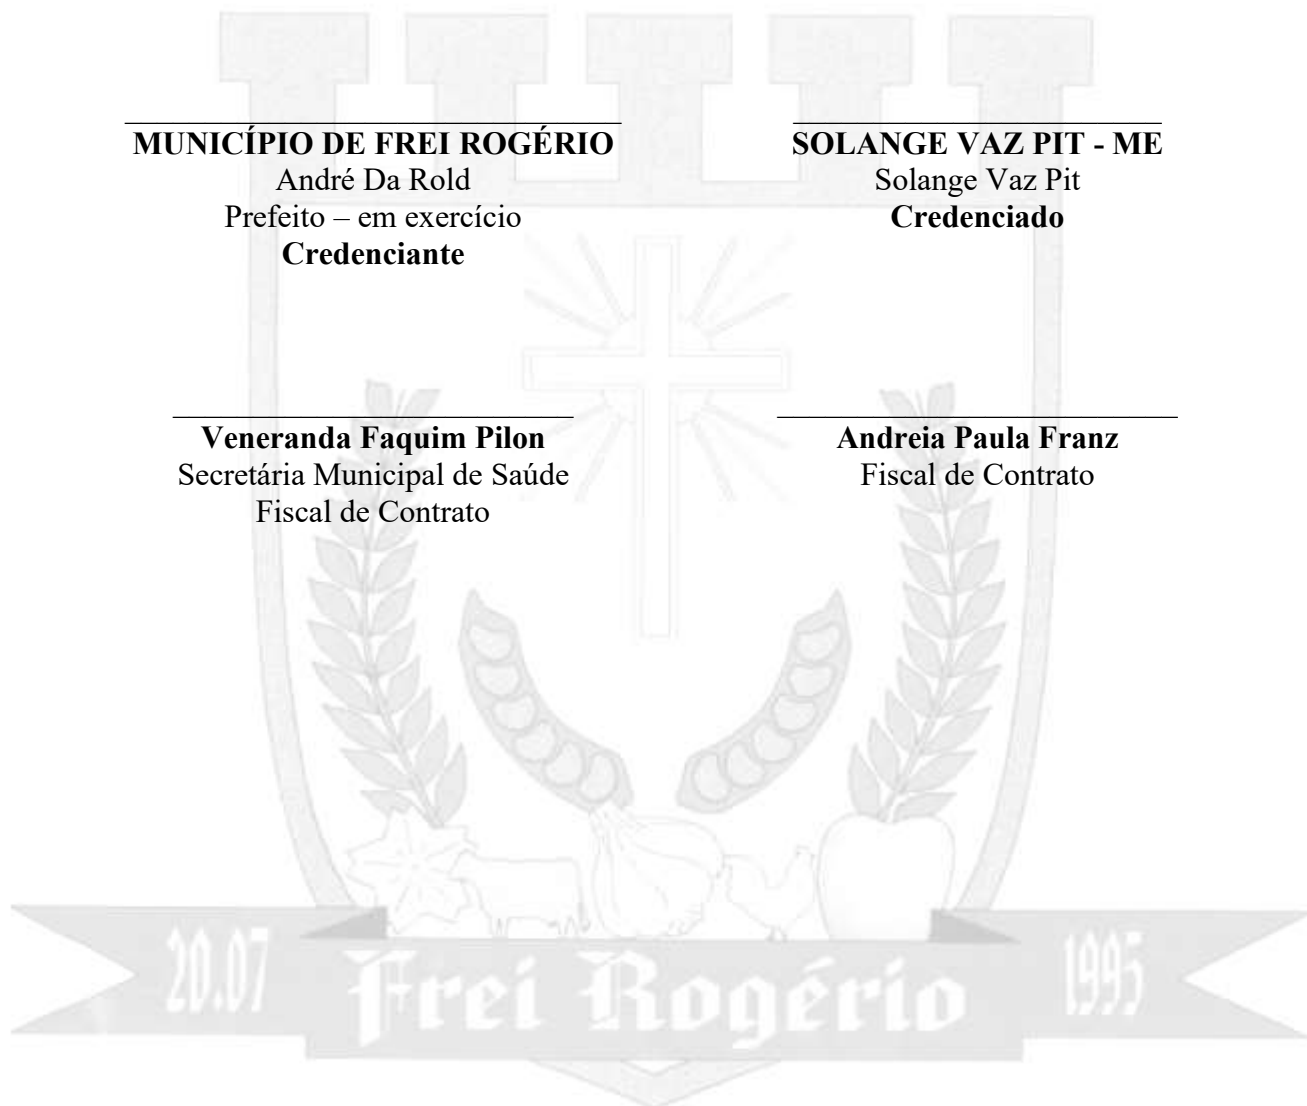 MUNICÍPIO DE FREI ROGÉRIO
André Da Rold
Prefeito – em exercício
Credenciante
SOLANGE VAZ PIT - ME
Solange Vaz Pit
Credenciado
Veneranda Faquim Pilon
Secretária Municipal de Saúde
Fiscal de Contrato
Andreia Paula Franz
Fiscal de Contrato
20.07
Frei Rogério
1995